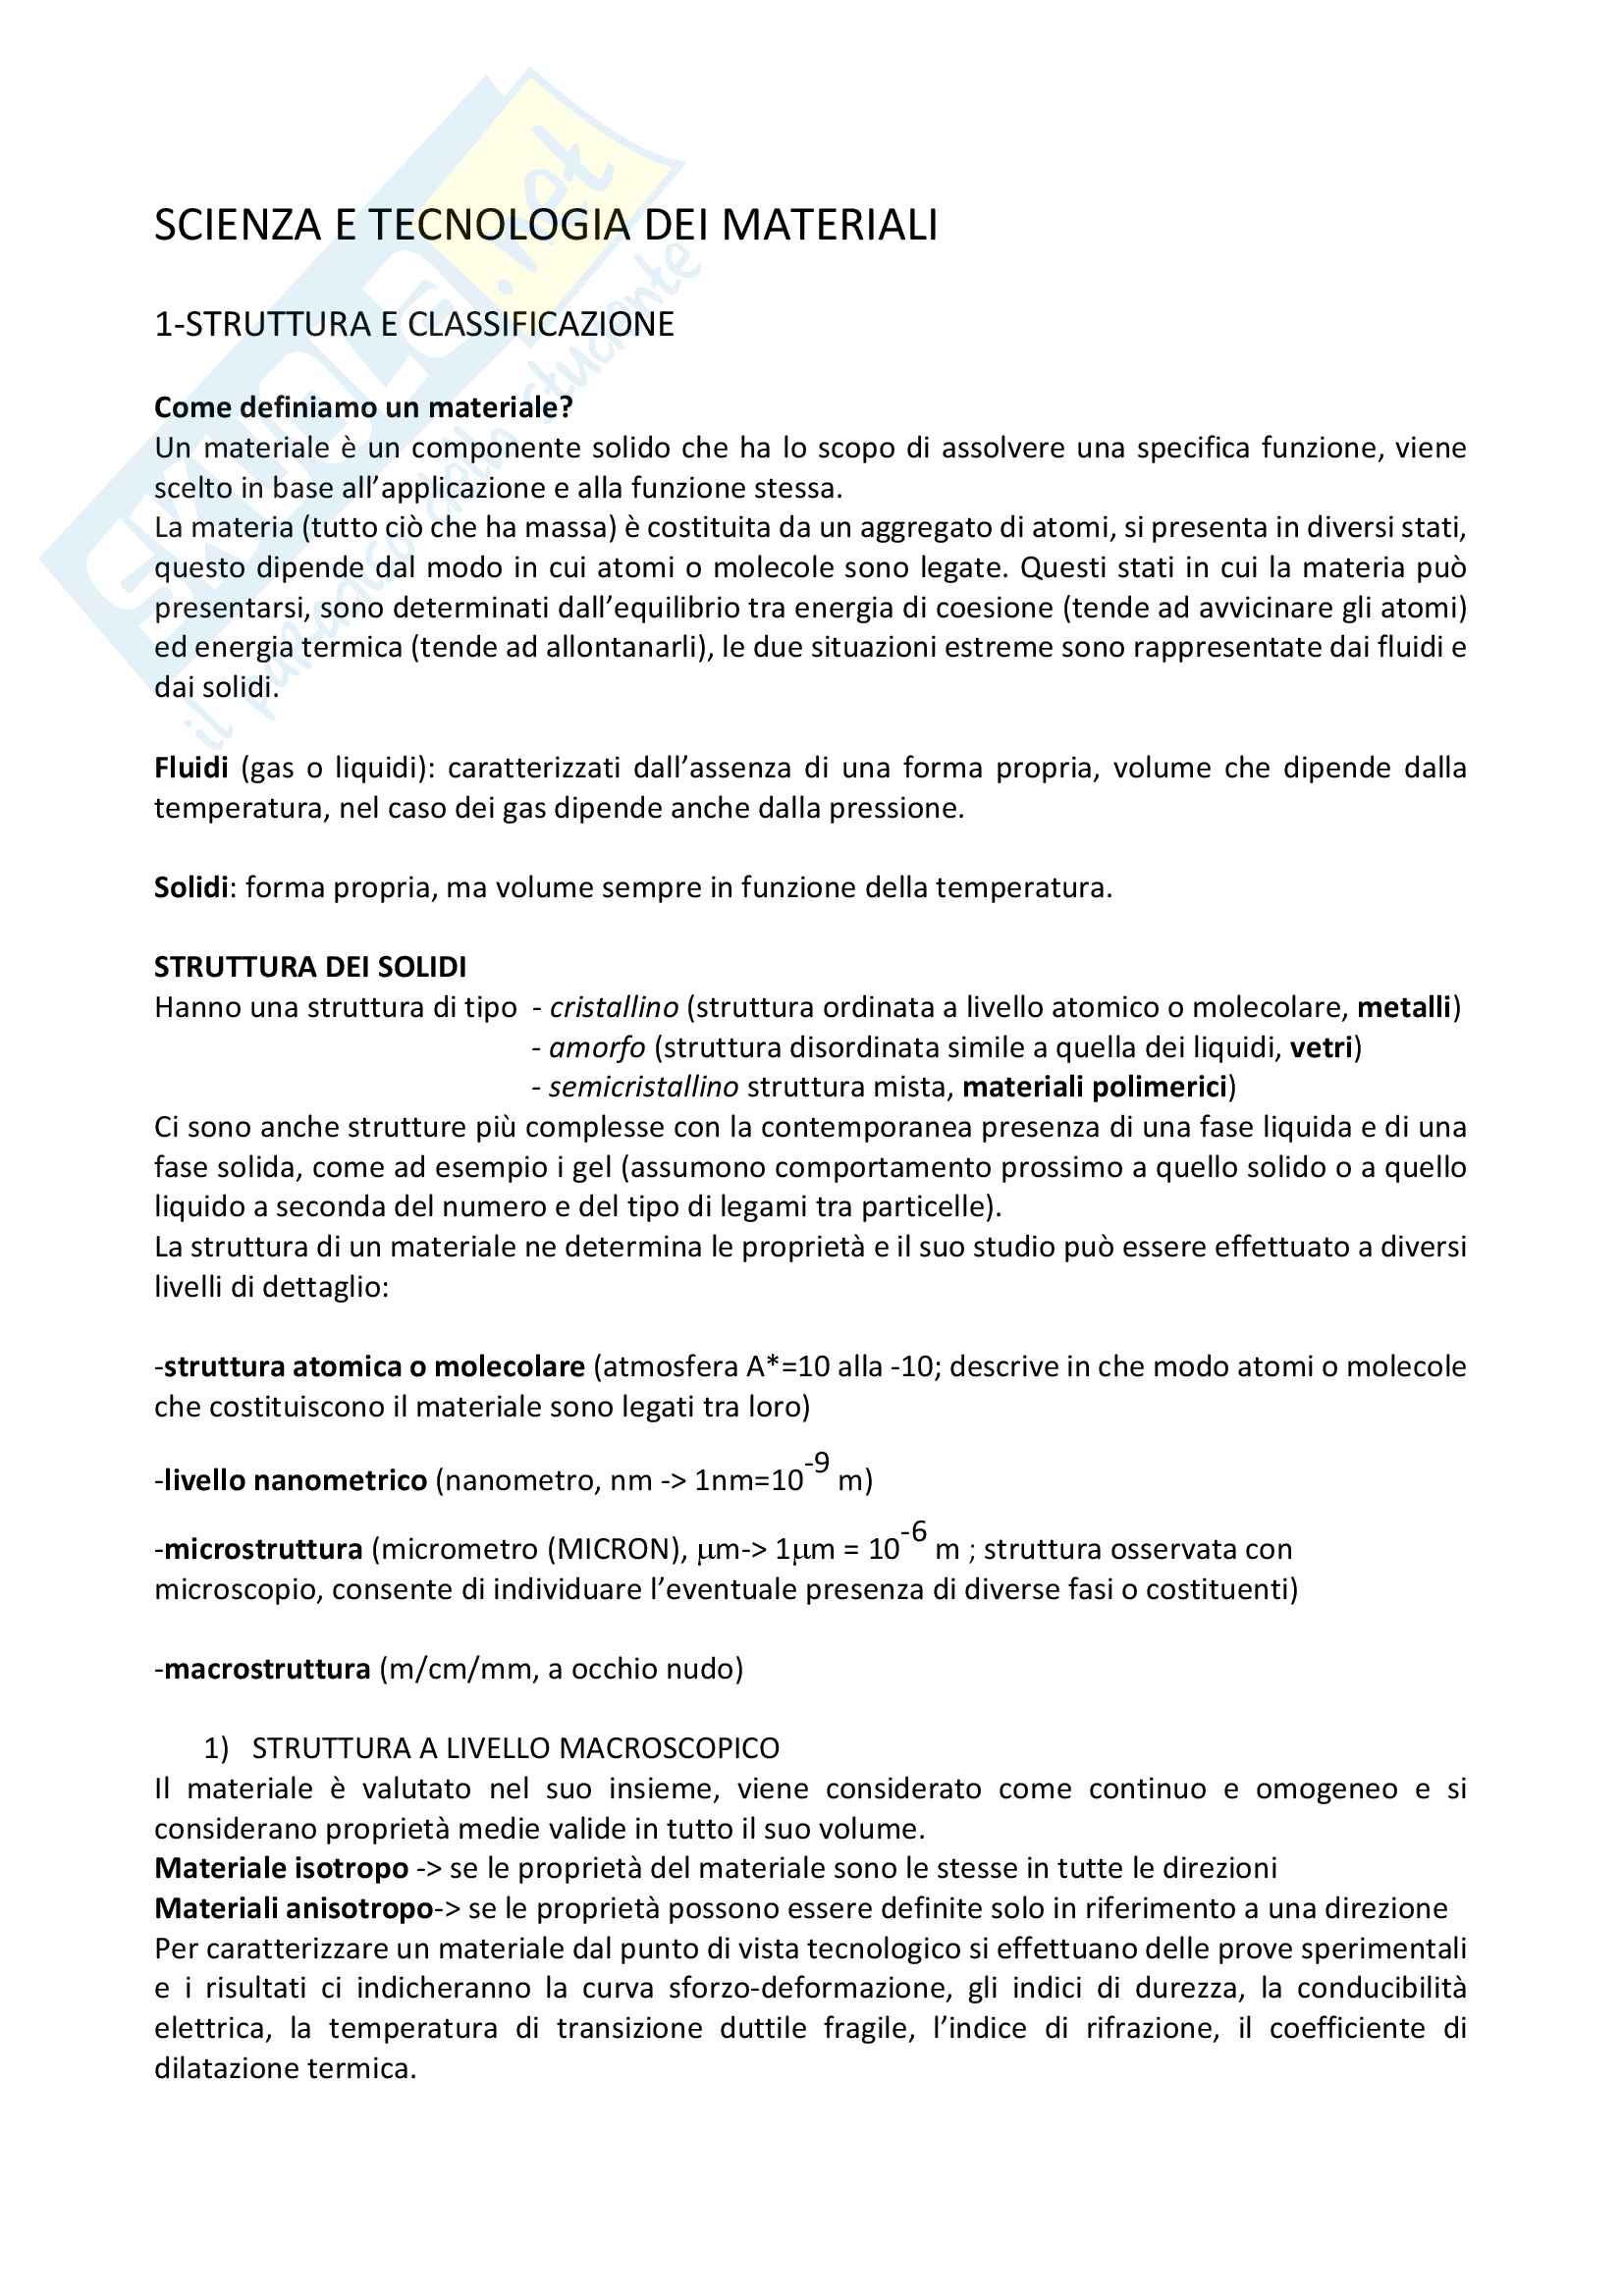 SKUOLA.net
il paradiso dello studente
SCIENZA E TECNOLOGIA DEI MATERIALI
1-STRUTTURA E CLASSIFICAZIONE
Come definiamo un materiale?
Un materiale è un componente solido che ha lo scopo di assolvere una specifica funzione, viene
scelto in base all’applicazione e alla funzione stessa.
La materia (tutto ciò che ha massa) è costituita da un aggregato di atomi, si presenta in diversi stati,
questo dipende dal modo in cui atomi o molecole sono legate. Questi stati in cui la materia può
presentarsi, sono determinati dall’equilibrio tra energia di coesione (tende ad avvicinare gli atomi)
ed energia termica (tende ad allontanarli), le due situazioni estreme sono rappresentate dai fluidi e
dai solidi.
Fluidi (gas o liquidi): caratterizzati dall’assenza di una forma propria, volume che dipende dalla
temperatura, nel caso dei gas dipende anche dalla pressione.
Solidi: forma propria, ma volume sempre in funzione della temperatura.
STRUTTURA DEI SOLIDI
Hanno una struttura di tipo - cristallino (struttura ordinata a livello atomico o molecolare, metalli)
- amorfo (struttura disordinata simile a quella dei liquidi, vetri)
- semicristallino struttura mista, materiali polimerici)
Ci sono anche strutture più complesse con la contemporanea presenza di una fase liquida e di una
fase solida, come ad esempio i gel (assumono comportamento prossimo a quello solido o a quello
liquido a seconda del numero e del tipo di legami tra particelle).
La struttura di un materiale ne determina le proprietà e il suo studio può essere effettuato a diversi
livelli di dettaglio:
-struttura atomica o molecolare (atmosfera A*=10 alla -10; descrive in che modo atomi o molecole
che costituiscono il materiale sono legati tra loro)
-livello nanometrico (nanometro, nm -> 1nm=10^-9 m)
-microstruttura (micrometro (MICRON), μm-> 1μm = 10^-6 m ; struttura osservata con
microscopio, consente di individuare l’eventuale presenza di diverse fasi o costituenti)
-macrostruttura (m/cm/mm, a occhio nudo)
1) STRUTTURA A LIVELLO MACROSCOPICO
Il materiale è valutato nel suo insieme, viene considerato come continuo e omogeneo e si
considerano proprietà medie valide in tutto il suo volume.
Materiale isotropo -> se le proprietà del materiale sono le stesse in tutte le direzioni
Materiali anisotropo-> se le proprietà possono essere definite solo in riferimento a una direzione
Per caratterizzare un materiale dal punto di vista tecnologico si effettuano delle prove sperimentali
e i risultati ci indicheranno la curva sforzo-deformazione, gli indici di durezza, la conducibilità
elettrica, la temperatura di transizione duttile fragile, l’indice di rifrazione, il coefficiente di
dilatazione termica.